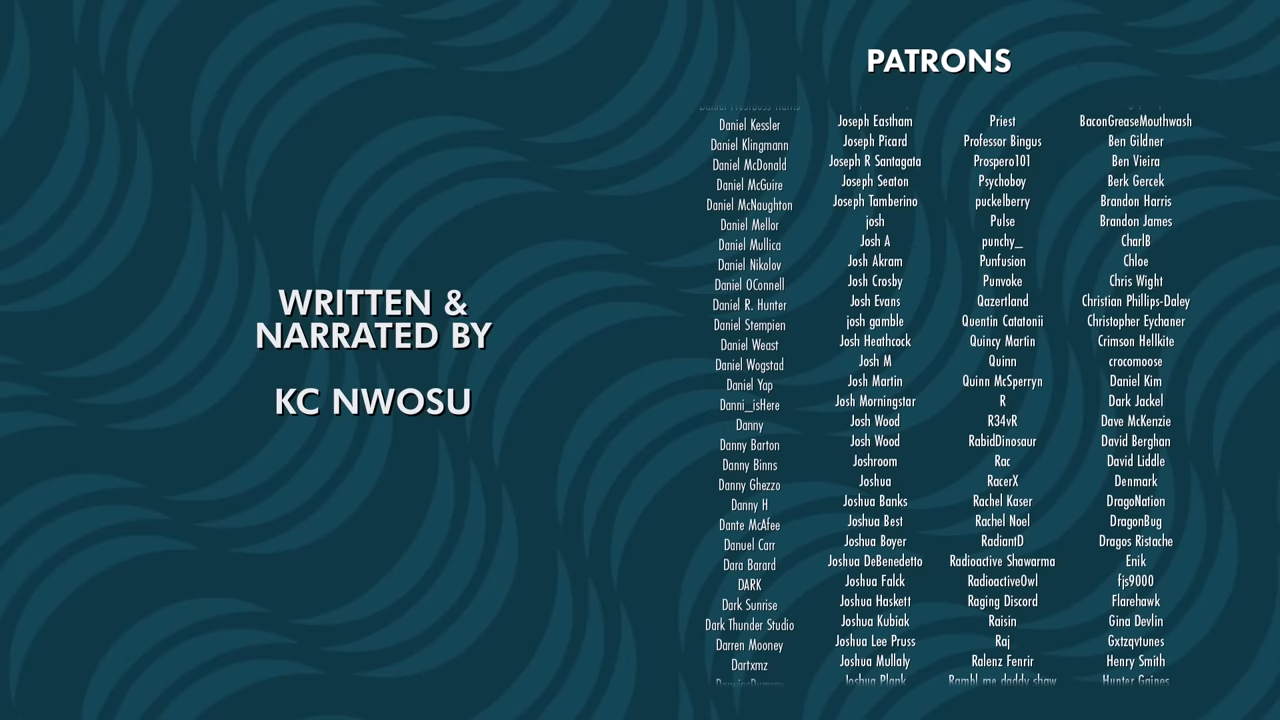 WRITTEN &
NARRATED BY
KC NWOSU
PATRONS
Daniel Kessler
Daniel Klingmann
Daniel McDonald
Daniel McGuire
Daniel McNaughton
Daniel Mellor
Daniel Mullica
Daniel Nikolov
Daniel OConnell
Daniel R. Hunter
Daniel Stempien
Daniel Weast
Daniel Wogstad
Daniel Yap
Danni_isHere
Danny
Danny Barton
Danny Binns
Danny Ghezzo
Danny H
Dante McAfee
Danuel Carr
Dara Barard
DARK
Dark Sunrise
Dark Thunder Studio
Darren Mooney
Dartxmz
Joseph Eastham
Joseph Picard
Joseph R Santagata
Joseph Seaton
Joseph Tamberino
josh
Josh A
Josh Akram
Josh Crosby
Josh Evans
josh gamble
Josh Heathcock
Josh M
Josh Martin
Josh Morningstar
Josh Wood
Josh Wood
Joshroom
Joshua
Joshua Banks
Joshua Best
Joshua Boyer
Joshua DeBenedetto
Joshua Falck
Joshua Haskett
Joshua Kubiak
Joshua Lee Pruss
Joshua Mullaly
Joshua Plank
Priest
Professor Bingus
Prospero101
Psychoboy
puckelberry
Pulse
punchy_
Punfusion
Punvoke
Qazertland
Quentin Catatonii
Quincy Martin
Quinn
Quinn McSperryn
R
R34vR
RabidDinosaur
Rac
RacerX
Rachel Kaser
Rachel Noel
RadiantD
Radioactive Shawarma
RadioactiveOwl
Raging Discord
Raisin
Raj
Ralenz Fenrir
Rambl me daddy shaw
BaconGreaseMouthwash
Ben Gildner
Ben Vieira
Berk Gercek
Brandon Harris
Brandon James
CharlB
Chloe
Chris Wight
Christian Phillips-Daley
Christopher Eychaner
Crimson Hellkite
crocomoose
Daniel Kim
Dark Jackel
Dave McKenzie
David Berghan
David Liddle
Denmark
DragoNation
DragonBug
Dragos Ristache
Enik
fjs9000
Flarehawk
Gina Devlin
Gxtzqvtunes
Henry Smith
Hunter Gaines